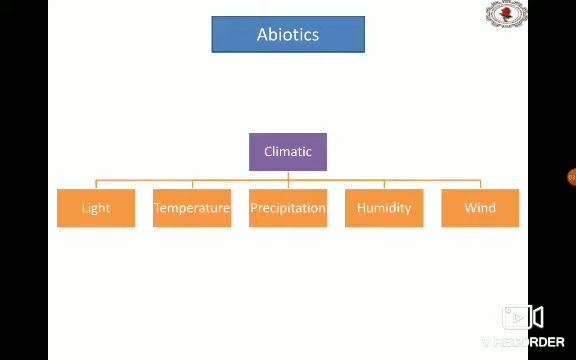 Abiotics
Climatic
Light
Temperature
Precipitation
Humidity
Wind
V RECORDER